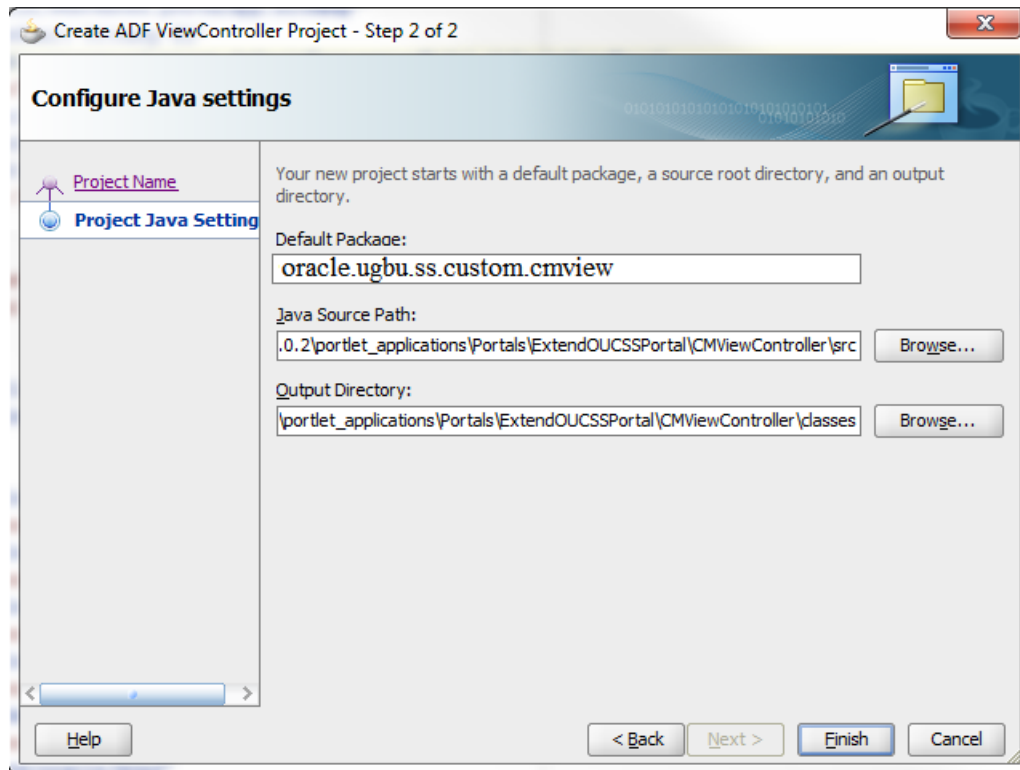 Create ADF ViewController Project - Step 2 of 2
x
Configure Java settings
0101010101010101010101010101
01010101010
Project Name
Project Java Setting
Your new project starts with a default package, a source root directory, and an output
directory.
Default Package:
oracle.ugbu.ss.custom.cmview
Java Source Path:
.0.2\portlet_applications\Portals\ExtendOUCSSPortal\CMViewController\src
Browse...
Output Directory:
\portlet_applications\Portals\ExtendOUCSSPortal\CMViewController\classes
Browse...
Help
< Back
Next >
Finish
Cancel